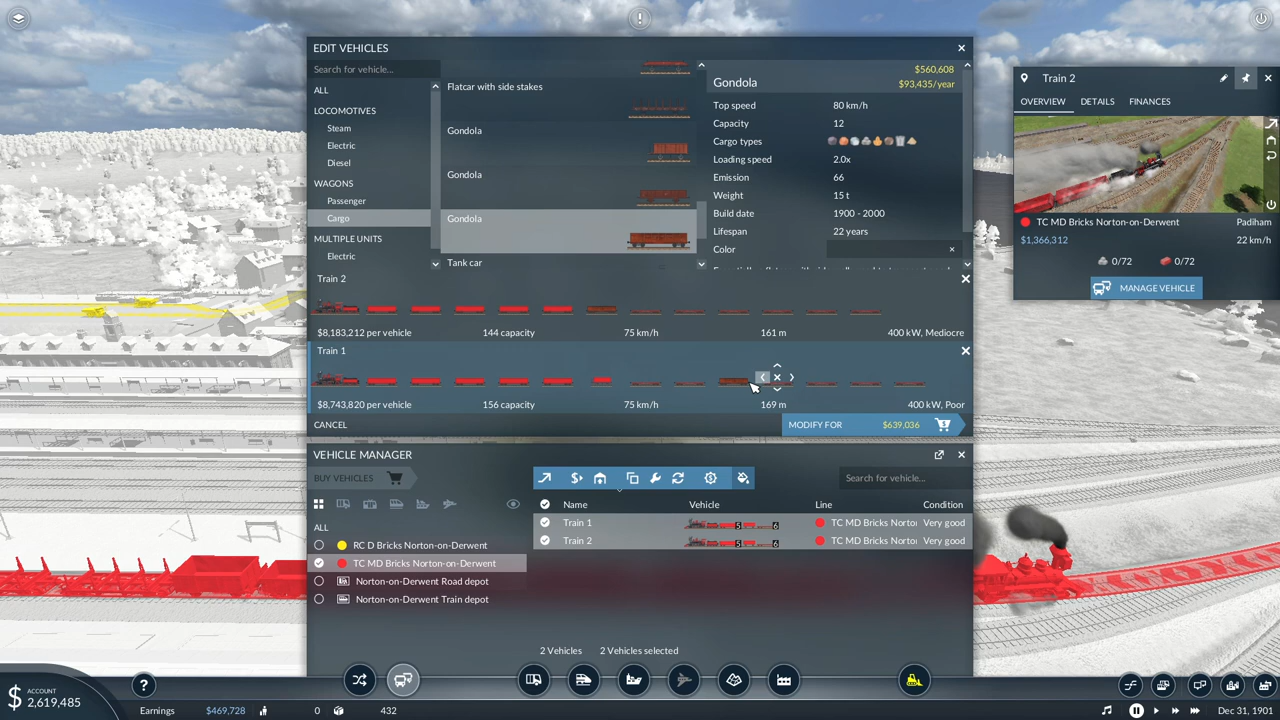 EDIT VEHICLES
Search for vehicle...
ALL
LOCOMOTIVES
Steam
Electric
Diesel
WAGONS
Passenger
Cargo
MULTIPLE UNITS
Electric
Flatcar with side stakes
Gondola
Gondola
Gondola
Tank car
$560,608
Gondola
$93,435/year
Top speed 80 km/h
Capacity 12
Cargo types
Loading speed 2.0x
Emission 66
Weight 15 t
Build date 1900 - 2000
Lifespan 22 years
Color
Train 2
$8,183,212 per vehicle 144 capacity 75 km/h 161 m 400 kW, Mediocre
Train 1
$8,743,820 per vehicle 156 capacity 75 km/h 169 m 400 kW, Poor
CANCEL
MODIFY FOR $639,036
VEHICLE MANAGER
BUY VEHICLES
Search for vehicle...
ALL
RC D Bricks Norton-on-Derwent
TC MD Bricks Norton-on-Derwent
Norton-on-Derwent Road depot
Norton-on-Derwent Train depot
Name Vehicle Line Condition
Train 1 5 6 TC MD Bricks Norto Very good
Train 2 5 6 TC MD Bricks Norto Very good
2 Vehicles 2 Vehicles selected
Train 2
OVERVIEW DETAILS FINANCES
TC MD Bricks Norton-on-Derwent Padiham
$1,366,312 22 km/h
0/72 0/72
MANAGE VEHICLE
$ ACCOUNT
2,619,485
?
Earnings $469,728 0 432
Dec 31, 1901